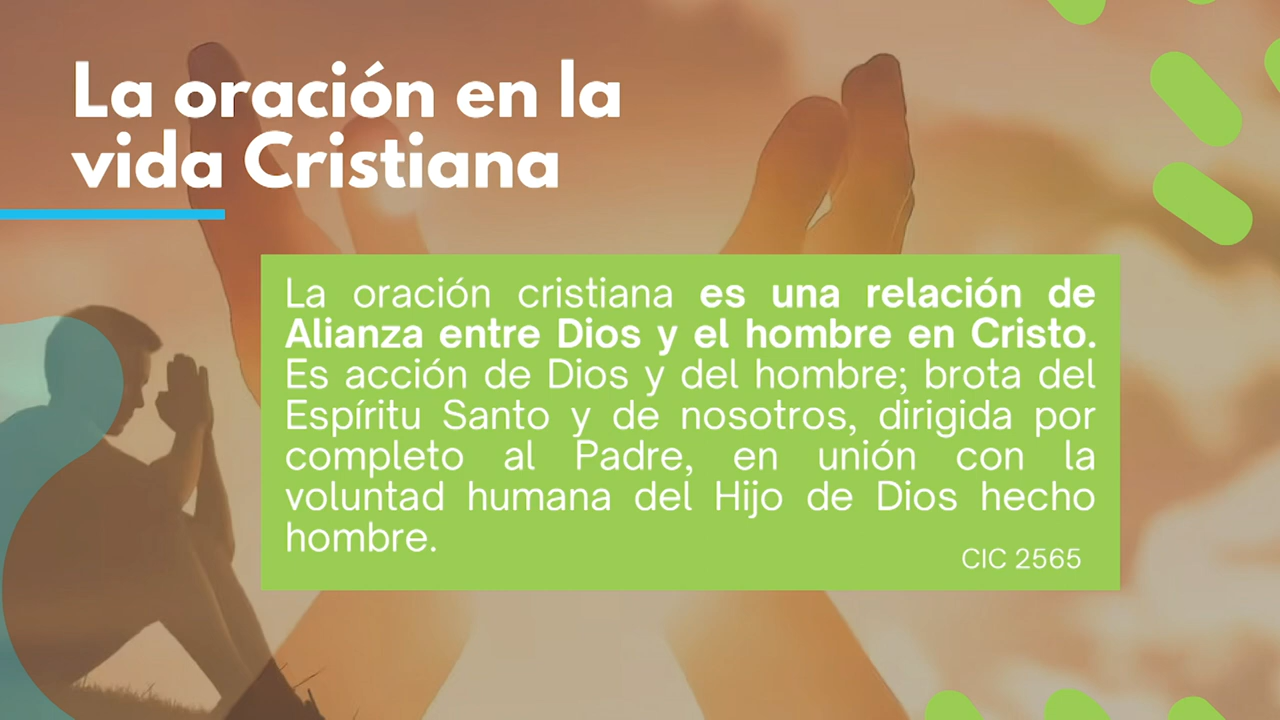 La oración en la
vida Cristiana
La oración cristiana es una relación de
Alianza entre Dios y el hombre en Cristo.
Es acción de Dios y del hombre; brota del
Espíritu Santo y de nosotros, dirigida por
completo al Padre, en unión con la
voluntad humana del Hijo de Dios hecho
hombre.
CIC 2565